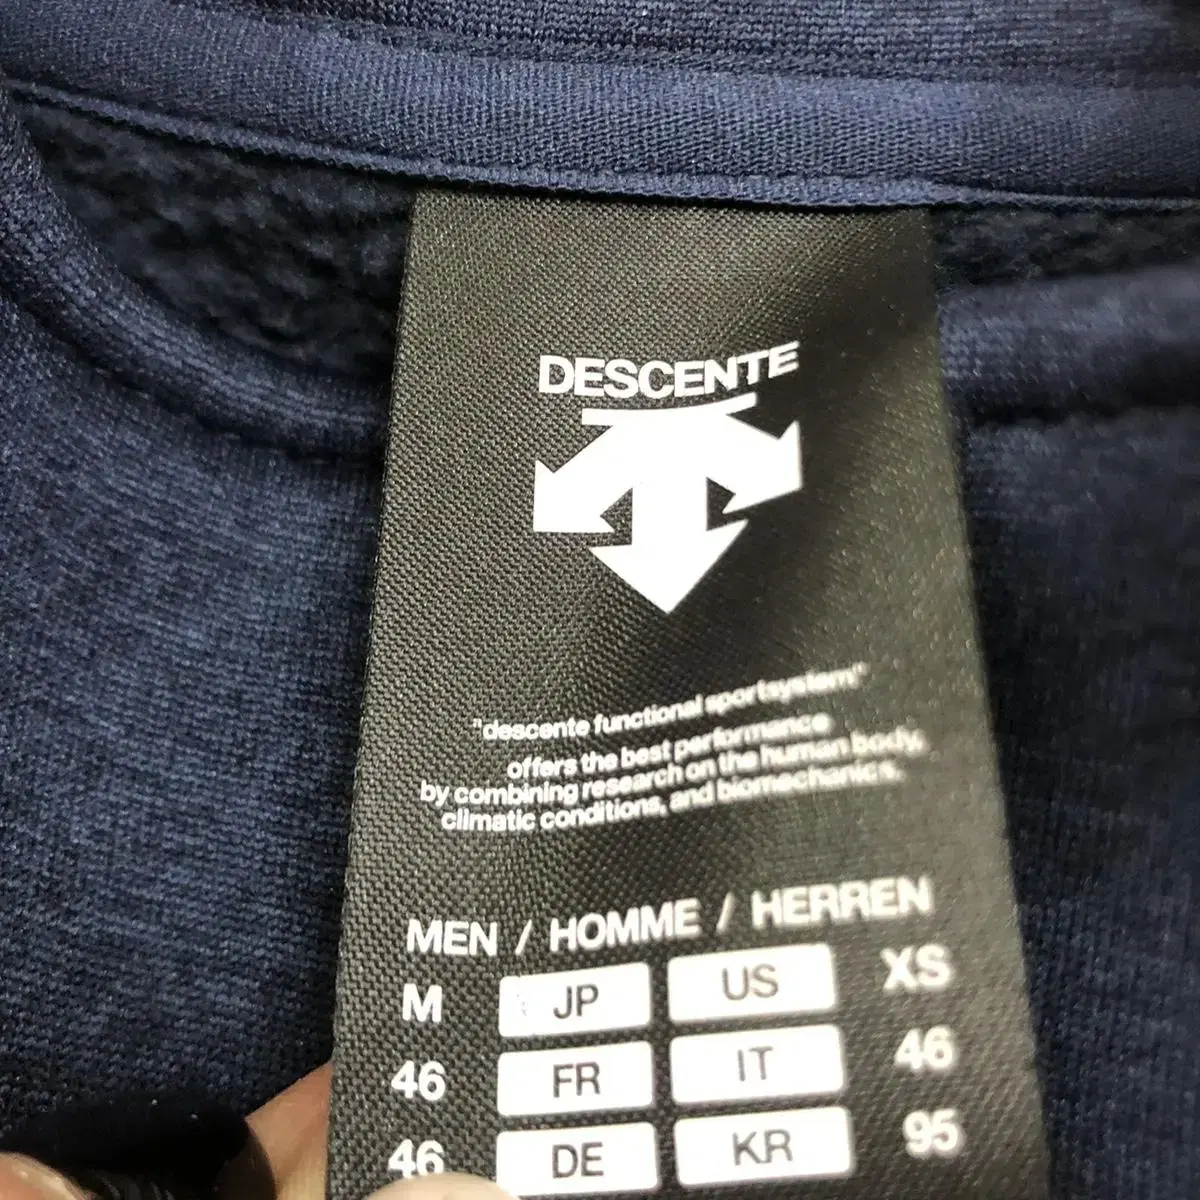 DESCENTE
"descente functional sportsystem"
offers the best performance
by combining research on the human body,
climatic conditions, and biomechanics.
MEN / HOMME / HERREN
M JP US XS
46 FR IT 46
46 DE KR 95